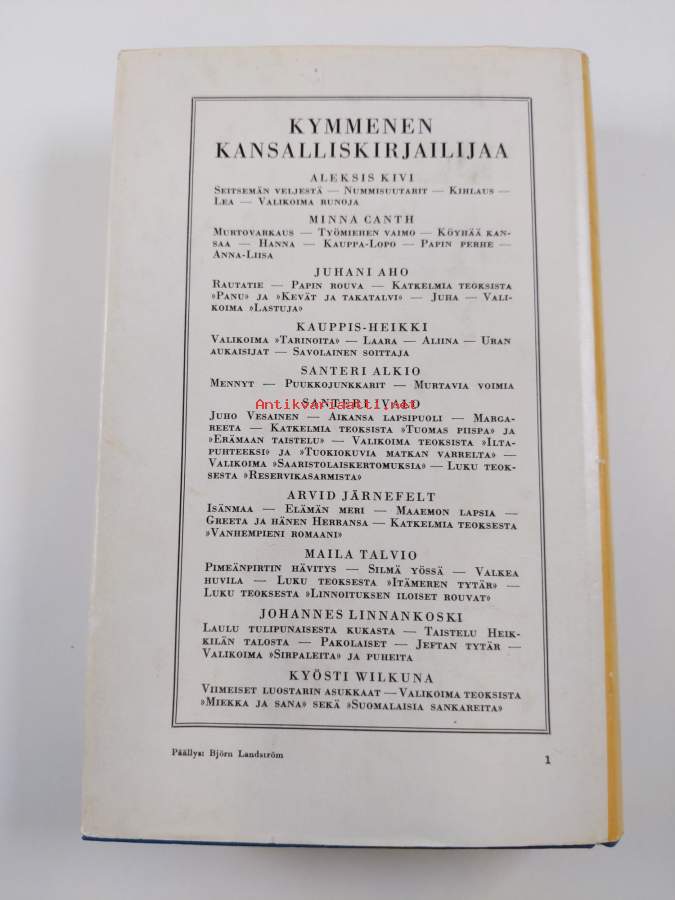 KYMMENEN
KANSALLISKIRJAILIJAA
ALEKSIS KIVI
SEITSEMÄN VELJESTÄ — NUMMISUUTARIT — KIHLAUS —
LEA — VALIKOIMA RUNOJA
MINNA CANTH
MURTOVARKAUS — TYÖMIEHEN VAIMO — KÖYHÄÄ KAN-
SAA — HANNA — KAUPPA-LOPO — PAPIN PERHE —
ANNA-LIISA
JUHANI AHO
RAUTATIE — PAPIN ROUVA — KATKELMIA TEOKSISTA
»PANU» JA »KEVÄT JA TAKATALVI» — JUHA — VALI-
KOIMA »LASTUJA»
KAUPPIS-HEIKKI
VALIKOIMA »TARINOITA» — LAARA — ALIINA — URAN
AUKAISIJAT — SAVOLAINEN SOITTAJA
SANTERI ALKIO
MENNYT — PUUKKOJUNKKARIT — MURTAVIA VOIMIA
Antikvariaatti.net
SANTERI IVALO
JUHO VESAINEN — AIKANSA LAPSIPUOLI — MARGA-
REETA — KATKELMIA TEOKSISTA »TUOMAS PIISPA» JA
»ERÄMAAN TAISTELU» — VALIKOIMA TEOKSISTA »ILTA-
PUHTEEKSI» JA »TUOKIOKUVIA MATKAN VARRELTA» —
VALIKOIMA »SAARISTOLAISKERTOMUKSIA» — LUKU TEOK-
SESTA »RESERVIKASARMISTA»
ARVID JÄRNEFELT
ISÄNMAA — ELÄMÄN MERI — MAAEMON LAPSIA —
GREETA JA HÄNEN HERRANSA — KATKELMIA TEOKSESTA
»VANHEMPIENI ROMAANI»
MAILA TALVIO
PIMEÄNPIRTIN HÄVITYS — SILMÄ YÖSSÄ — VALKEA
HUVILA — LUKU TEOKSESTA »ITÄMEREN TYTÄR» —
LUKU TEOKSESTA »LINNOITUKSEN ILOISET ROUVAT»
JOHANNES LINNANKOSKI
LAULU TULIPUNAISESTA KUKASTA — TAISTELU HEIK-
KILÄN TALOSTA — PAKOLAISET — JEFTAN TYTÄR —
VALIKOIMA »SIRPALEITA» JA PUHEITA
KYÖSTI WILKUNA
VIIMEISET LUOSTARIN ASUKKAAT — VALIKOIMA TEOKSISTA
»MIEKKA JA SANA» SEKÄ »SUOMALAISIA SANKAREITA»
Päällys: Björn Landström
1